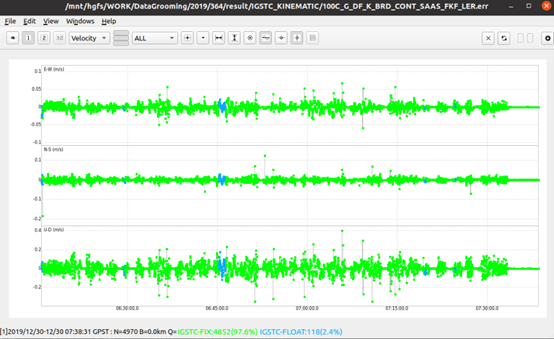 /mnt/hgfs/WORK/DataGrooming/2019/364/result/IGSTC_KINEMATIC/100C_G_DF_K_BRD_CONT_SAAS_FKF_LER.err
File Edit View Windows Help
1 2 Velocity ALL
E-W (m/s)
0.1
0.05
0
-0.05
-0.1
N-S (m/s)
0.1
0
-0.1
-0.2
U-D (m/s)
0.4
0.2
0
-0.2
06:30:00.0 06:45:00.0 07:00:00.0 07:15:00.0 07:30:00.0
[1]2019/12/30-12/30 07:38:31 GPST : N=4970 B=0.0km Q=IGSTC-FIX:4852(97.6%) IGSTC-FLOAT:118(2.4%)